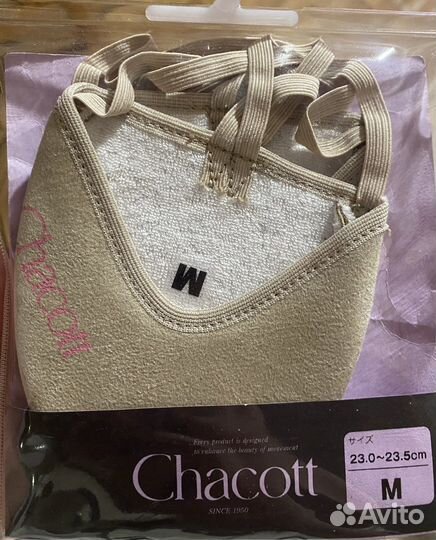 Chacott
M
Chacott
Every product is designed
to enhance the beauty of movement
Chacott
SINCE 1950
サイズ
23.0～23.5cm
M
Avito